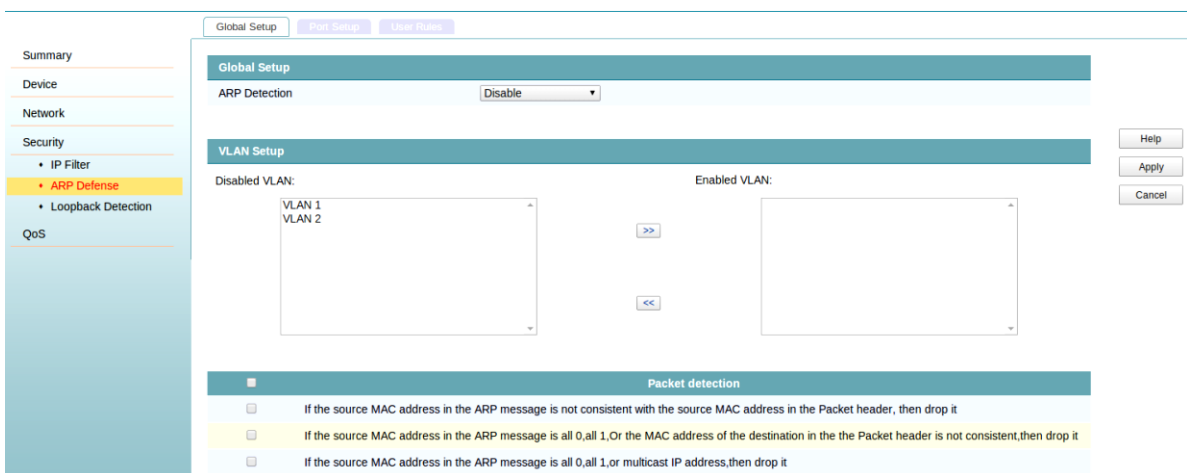 Global Setup Port Setup User Rules
Summary
Device
Network
Security
IP Filter
ARP Defense
Loopback Detection
QoS
Global Setup
ARP Detection Disable
VLAN Setup
Disabled VLAN: Enabled VLAN:
VLAN 1
VLAN 2
>>
<<
Packet detection
If the source MAC address in the ARP message is not consistent with the source MAC address in the Packet header, then drop it
If the source MAC address in the ARP message is all 0,all 1,Or the MAC address of the destination in the the Packet header is not consistent,then drop it
If the source MAC address in the ARP message is all 0,all 1,or multicast IP address,then drop it
Help
Apply
Cancel